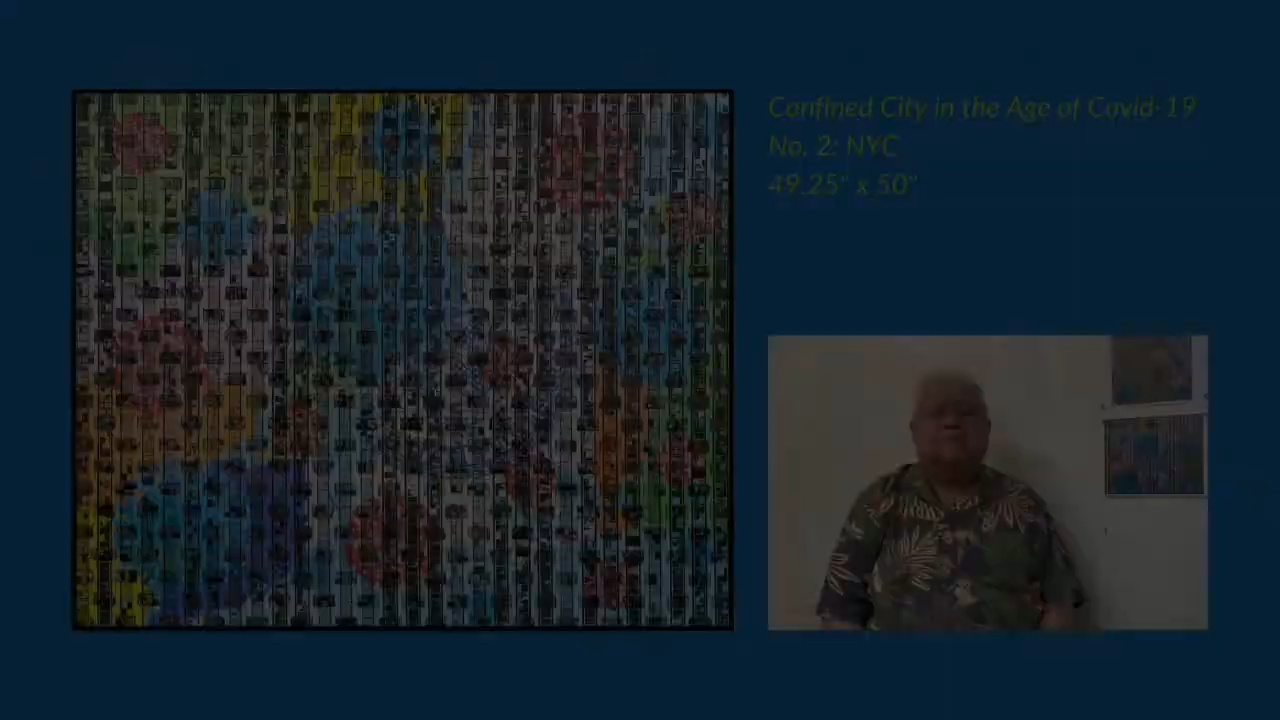 Confined City in the Age of Covid-19
No. 2: NYC
49.25" x 50"